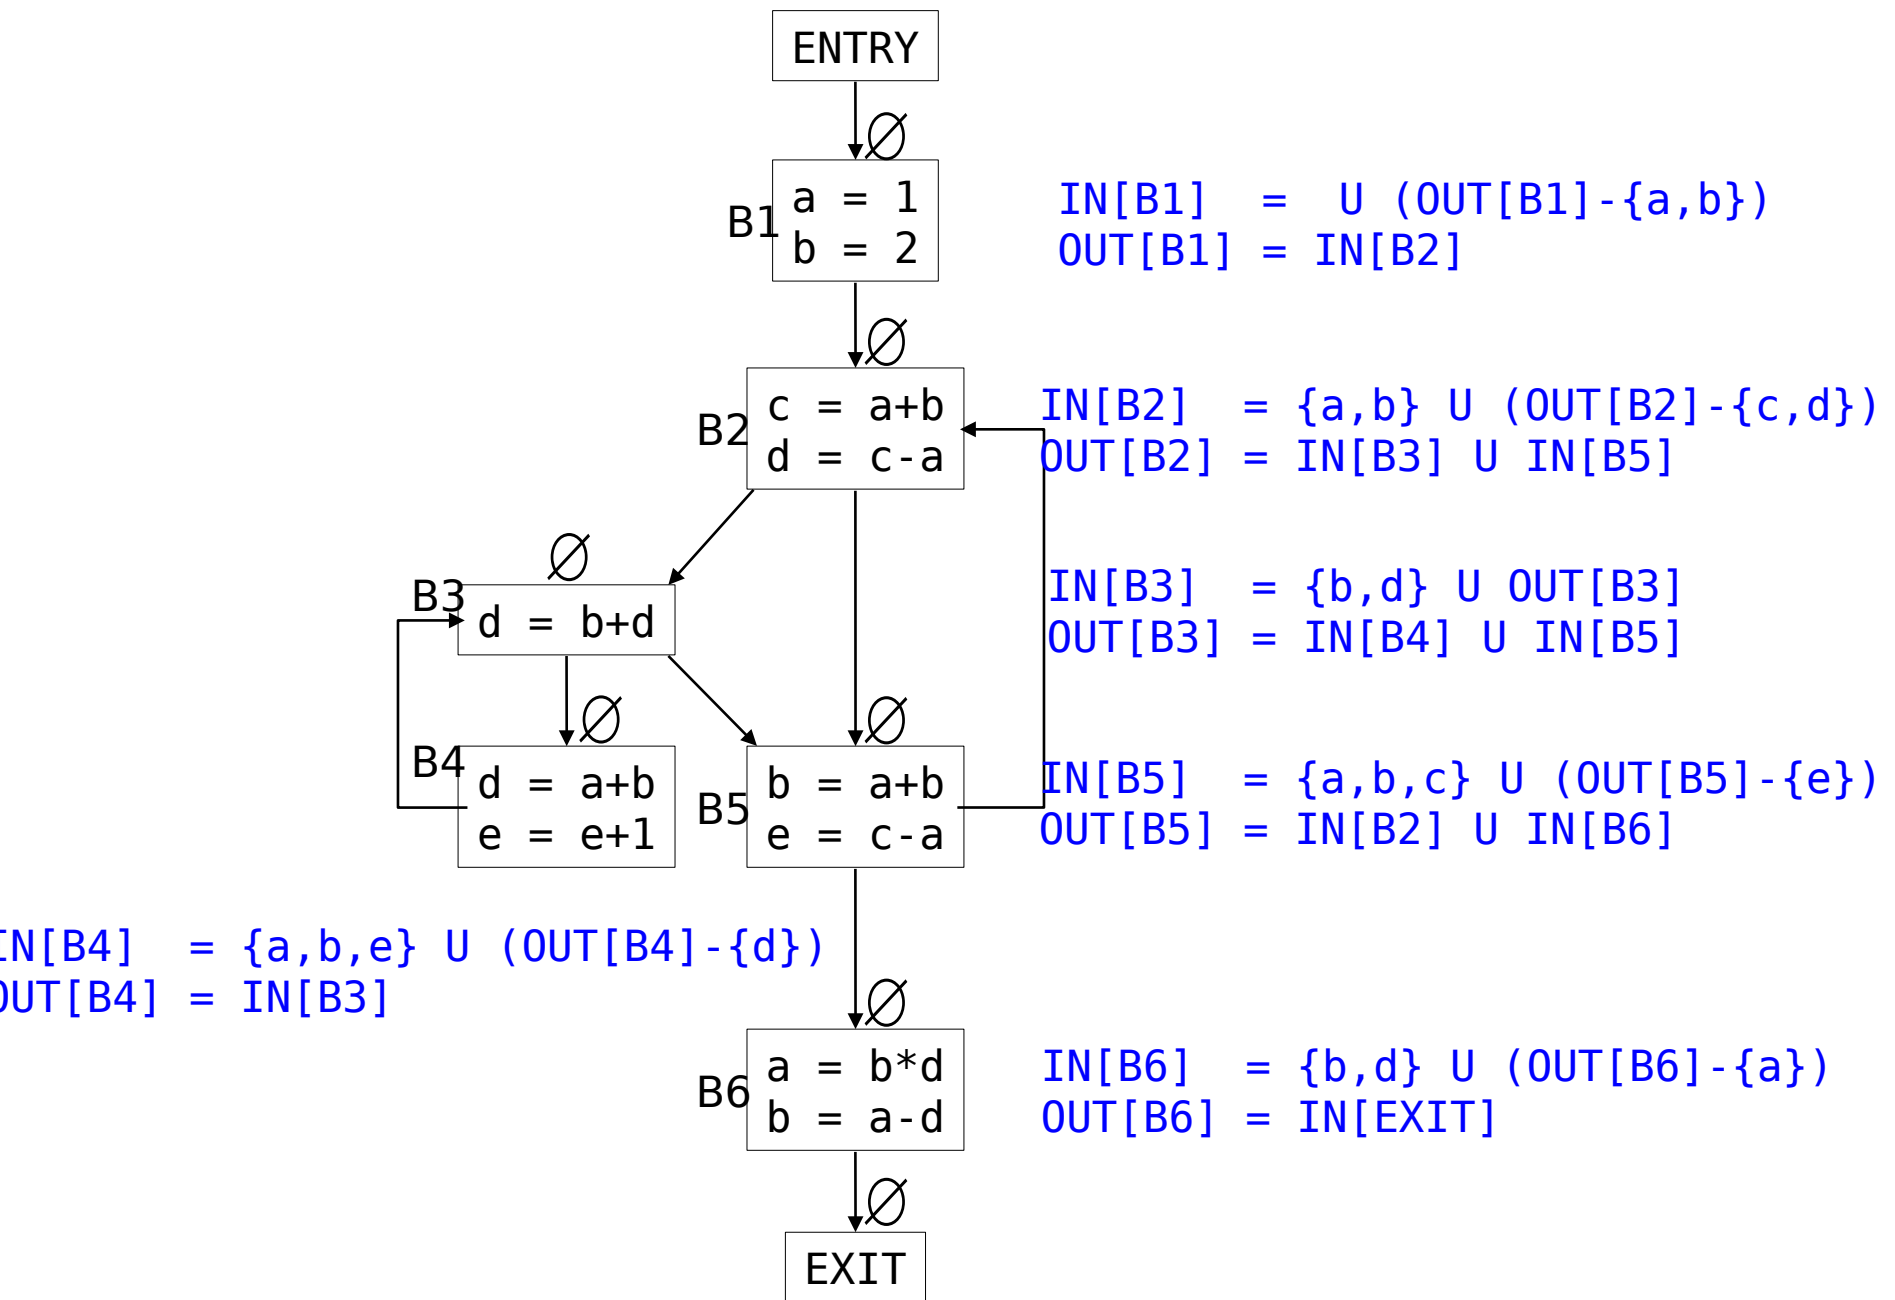 ENTRY
∅
B1
a = 1
b = 2
IN[B1]  =  U (OUT[B1]-{a,b})
OUT[B1] = IN[B2]
∅
B2
c = a+b
d = c-a
IN[B2]  = {a,b} U (OUT[B2]-{c,d})
OUT[B2] = IN[B3] U IN[B5]
∅
B3
d = b+d
IN[B3]  = {b,d} U OUT[B3]
OUT[B3] = IN[B4] U IN[B5]
∅
B4
d = a+b
e = e+1
∅
B5
b = a+b
e = c-a
IN[B5]  = {a,b,c} U (OUT[B5]-{e})
OUT[B5] = IN[B2] U IN[B6]
IN[B4]  = {a,b,e} U (OUT[B4]-{d})
OUT[B4] = IN[B3]
∅
B6
a = b*d
b = a-d
IN[B6]  = {b,d} U (OUT[B6]-{a})
OUT[B6] = IN[EXIT]
∅
EXIT